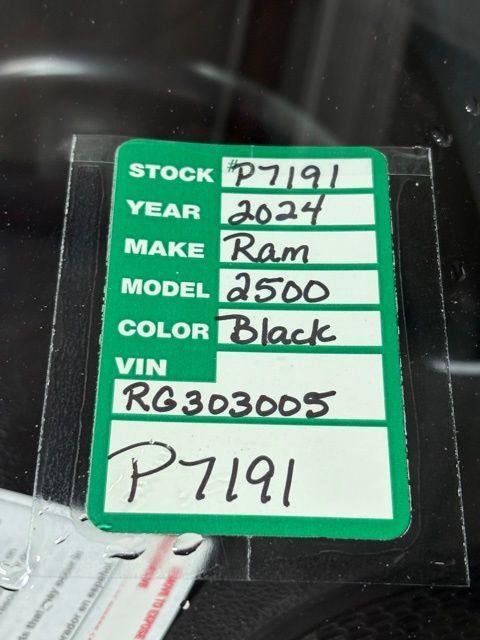 STOCK #P7191
YEAR 2024
MAKE Ram
MODEL 2500
COLOR Black
VIN
RG303005
P7191